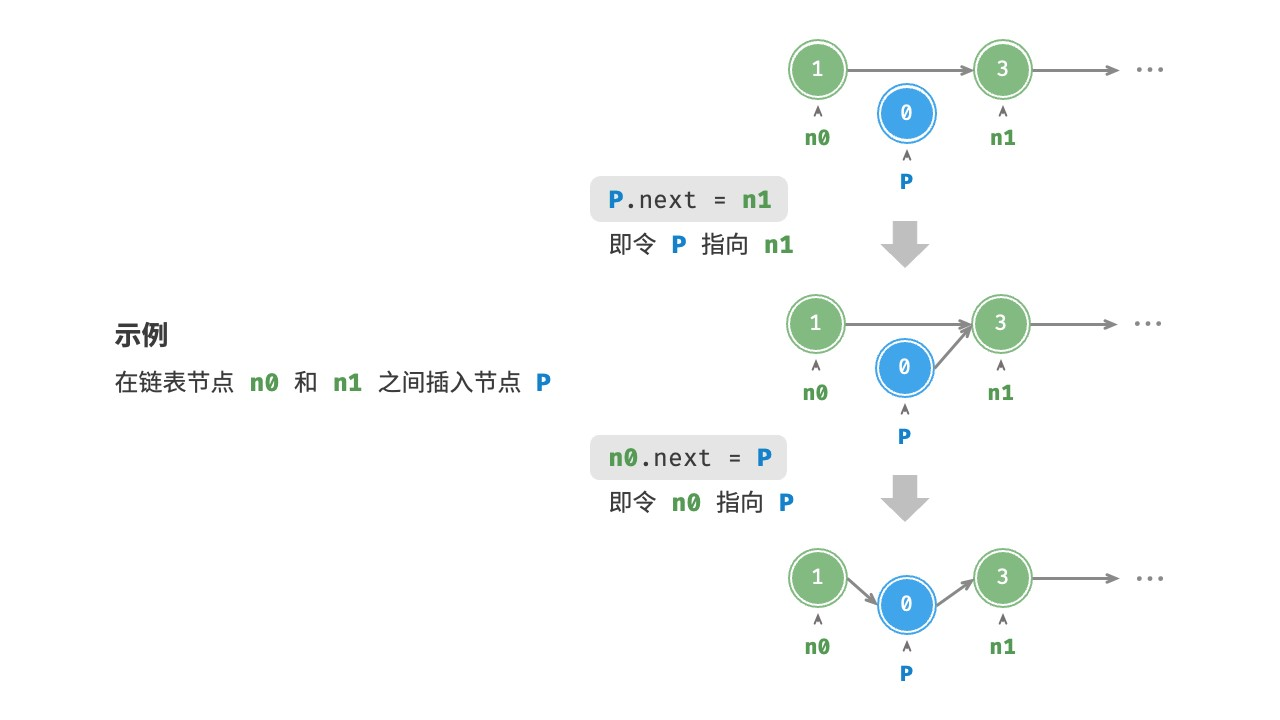 示例
在链表节点 n0 和 n1 之间插入节点 P
1 3 ...
0
n0 n1
P
P.next = n1
即令 P 指向 n1
1 3 ...
0
n0 n1
P
n0.next = P
即令 n0 指向 P
1 3 ...
0
n0 n1
P